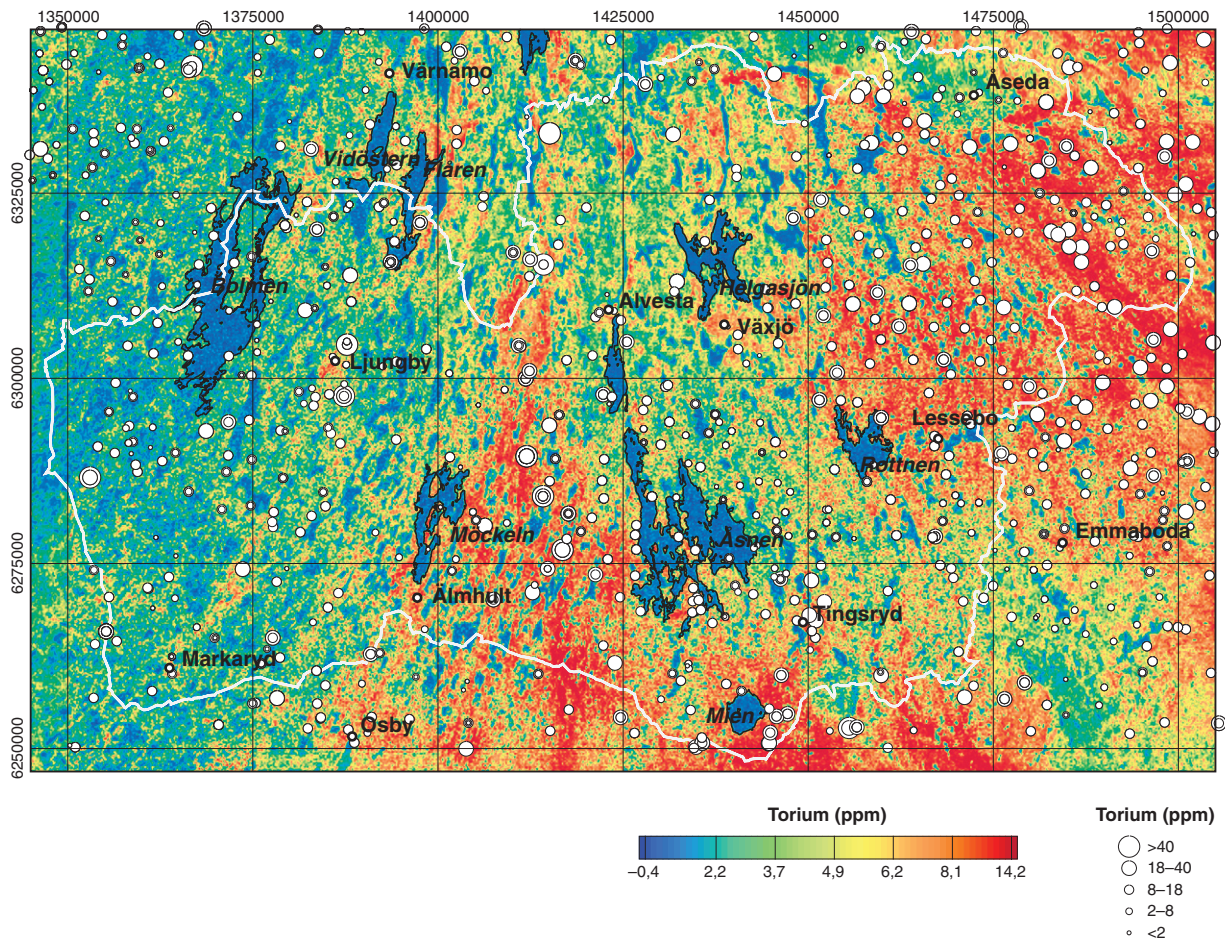 1350000 1375000 1400000 1425000 1450000 1475000 1500000
6325000
6300000
6275000
6250000
Värnamo
Åseda
Vidöstern
Flåren
Bolmen
Helgasjön
Alvesta
Växjö
Ljungby
Lessebo
Rottnen
Möckeln
Åsnen
Emmaboda
Älmhult
Tingsryd
Markaryd
Mien
Osby
Torium (ppm)
−0,4 2,2 3,7 4,9 6,2 8,1 14,2
Torium (ppm)
>40
18–40
8–18
2–8
<2